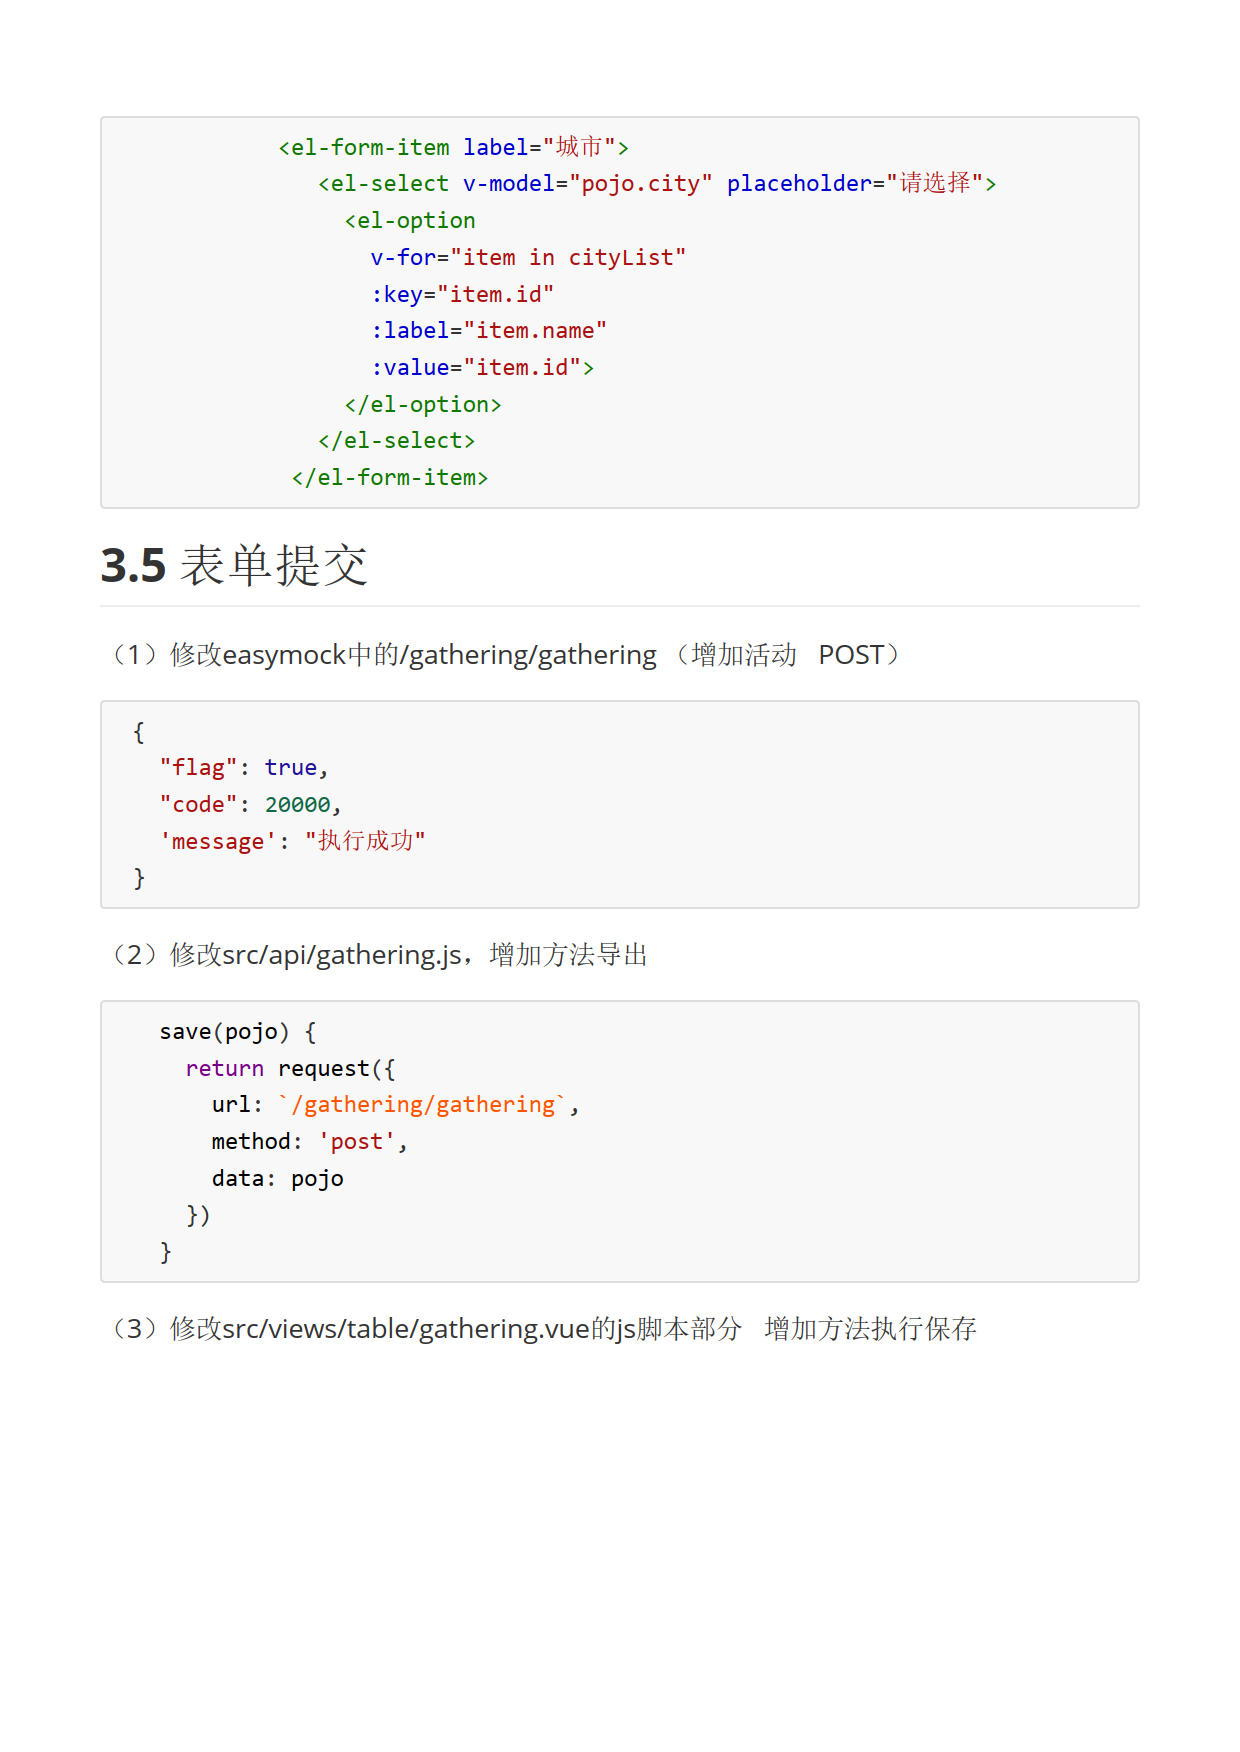 <el-form-item label="城市">
<el-select v-model="pojo.city" placeholder="请选择">
<el-option
v-for="item in cityList"
:key="item.id"
:label="item.name"
:value="item.id">
</el-option>
</el-select>
</el-form-item>
3.5 表单提交
（1）修改easymock中的/gathering/gathering （增加活动 POST）
{
"flag": true,
"code": 20000,
'message': "执行成功"
}
（2）修改src/api/gathering.js，增加方法导出
save(pojo) {
return request({
url: `/gathering/gathering`,
method: 'post',
data: pojo
})
}
（3）修改src/views/table/gathering.vue的js脚本部分 增加方法执行保存